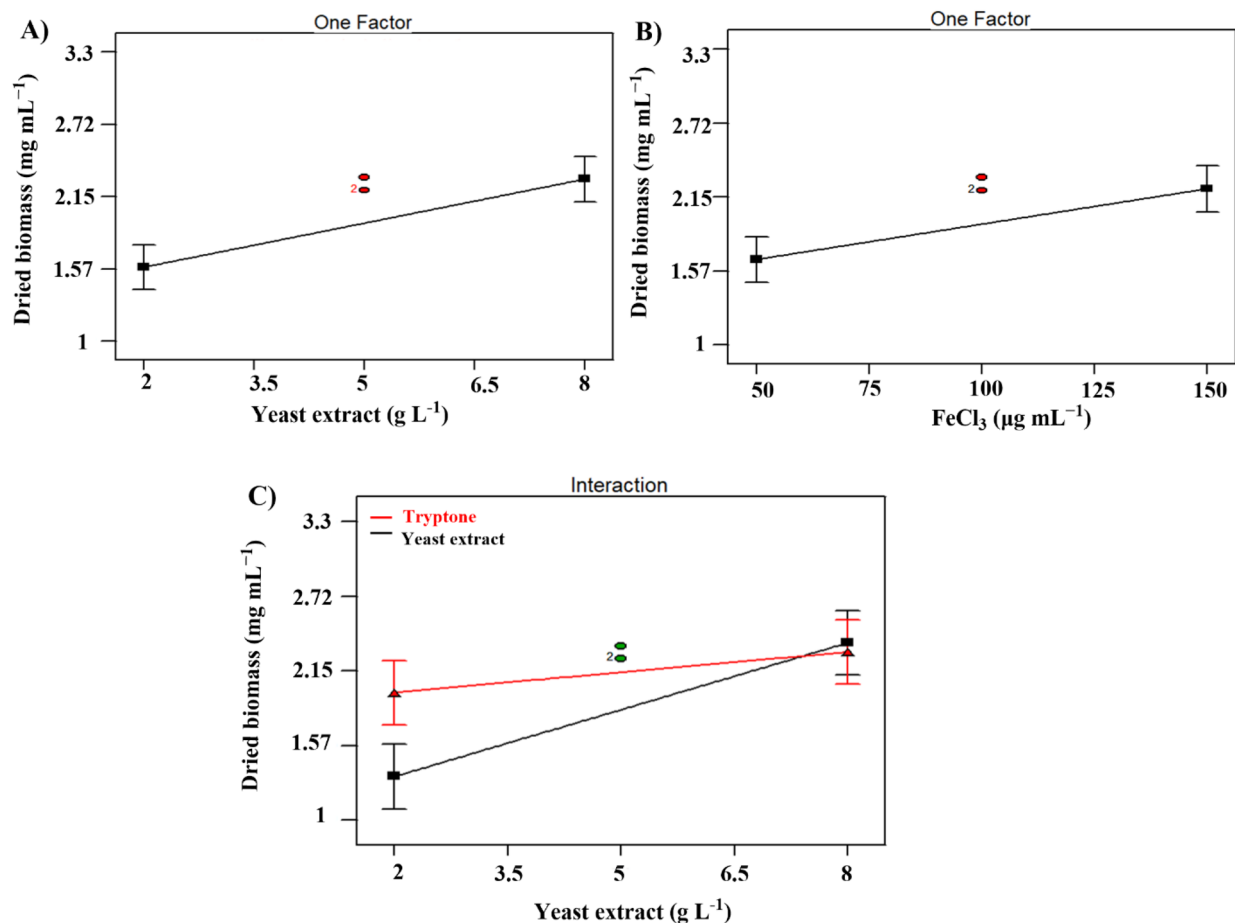 A)
One Factor
Dried biomass (mg mL⁻¹)
3.3
2.72
2.15
1.57
1
2
2
3.5
5
6.5
8
Yeast extract (g L⁻¹)
B)
One Factor
Dried biomass (mg mL⁻¹)
3.3
2.72
2.15
1.57
1
2
50
75
100
125
150
FeCl₃ (µg mL⁻¹)
C)
Interaction
Tryptone
Yeast extract
Dried biomass (mg mL⁻¹)
3.3
2.72
2.15
1.57
1
2
2
3.5
5
6.5
8
Yeast extract (g L⁻¹)